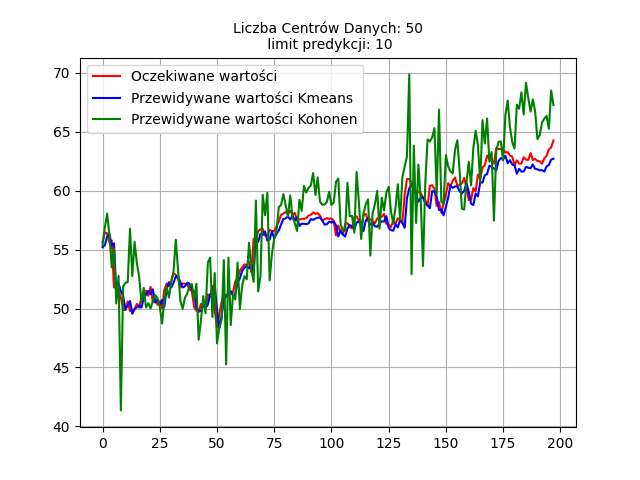 Liczba Centrów Danych: 50
limit predykcji: 10
Oczekiwane wartości
Przewidywane wartości Kmeans
Przewidywane wartości Kohonen
70
65
60
55
50
45
40
0 25 50 75 100 125 150 175 200